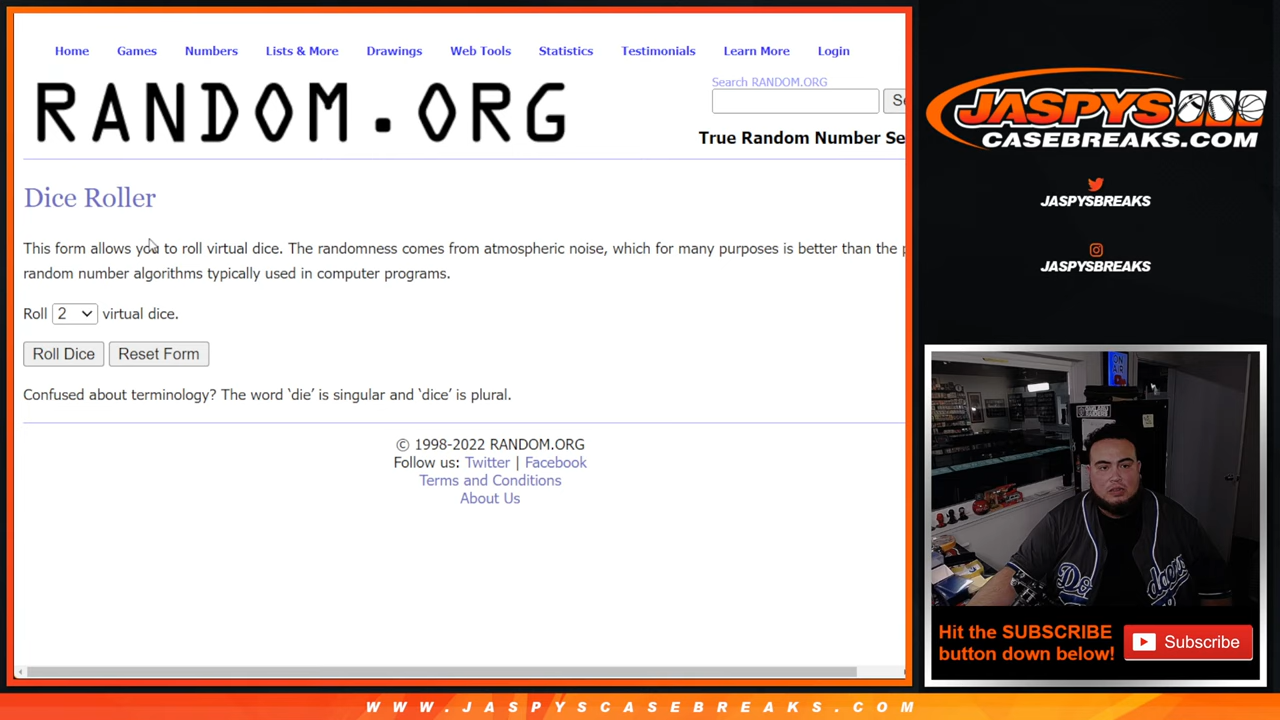 Home Games Numbers Lists & More Drawings Web Tools Statistics Testimonials Learn More Login
RANDOM.ORG
Search RANDOM.ORG
True Random Number Se
Dice Roller
This form allows you to roll virtual dice. The randomness comes from atmospheric noise, which for many purposes is better than the p
random number algorithms typically used in computer programs.
Roll 2 virtual dice.
Roll Dice Reset Form
Confused about terminology? The word ‘die’ is singular and ‘dice’ is plural.
© 1998-2022 RANDOM.ORG
Follow us: Twitter | Facebook
Terms and Conditions
About Us
JASPYS
CASEBREAKS.COM
JASPYSBREAKS
JASPYSBREAKS
ON
AIR
Hit the SUBSCRIBE
button down below!
Subscribe
WWW.JASPYSCASEBREAKS.COM